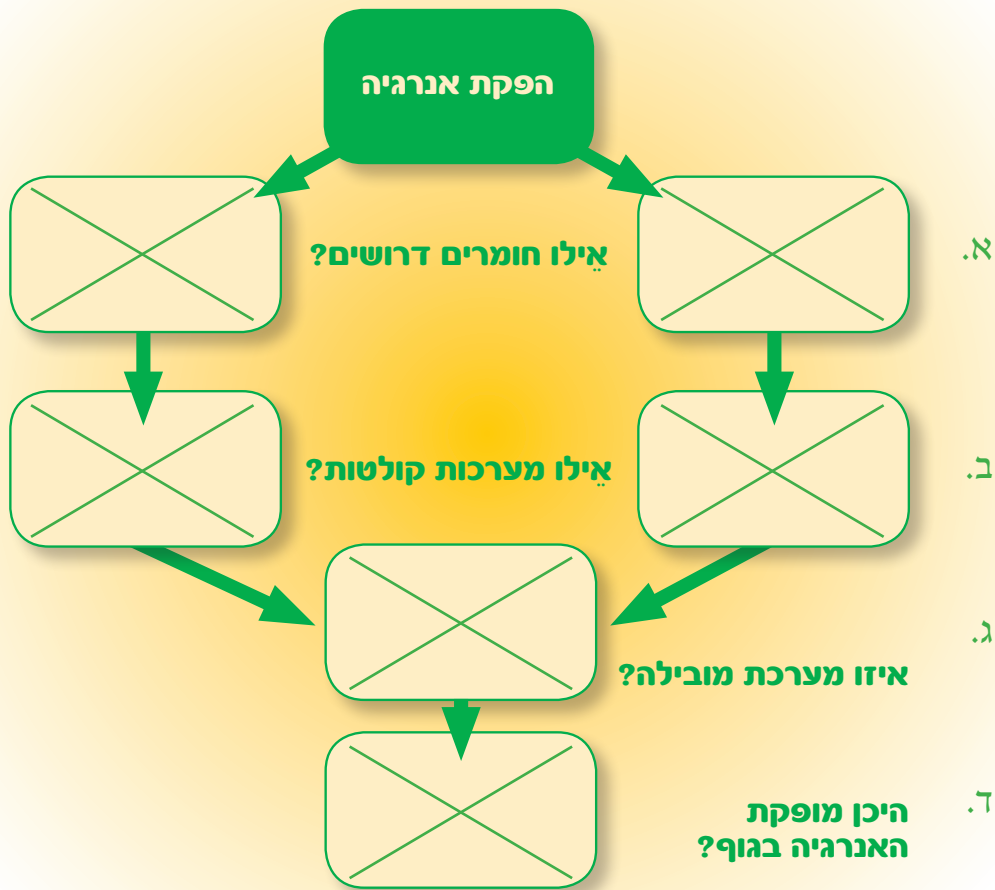 הפקת אנרגיה
א.
אֵילו חומרים דרושים?
ב.
אֵילו מערכות קולטות?
ג.
איזו מערכת מובילה?
ד.
היכן מופקת
האנרגיה בגוף?